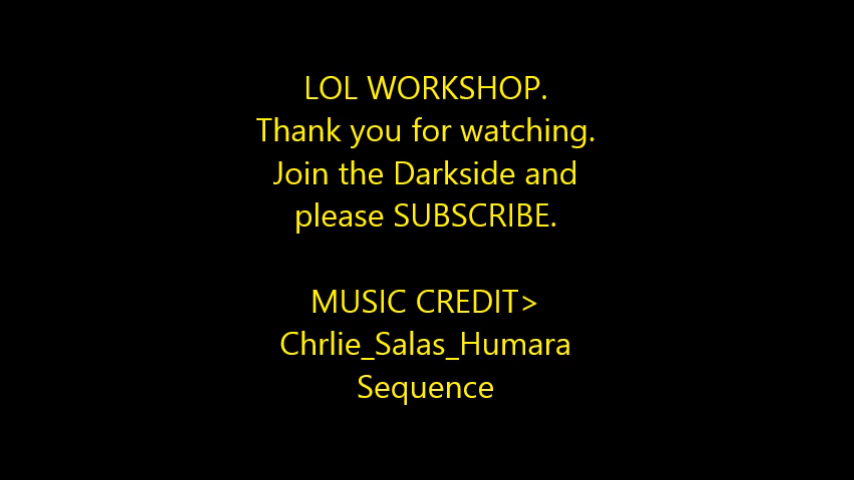 LOL WORKSHOP.
Thank you for watching.
Join the Darkside and
please SUBSCRIBE.
MUSIC CREDIT>
Chrlie_Salas_Humara
Sequence